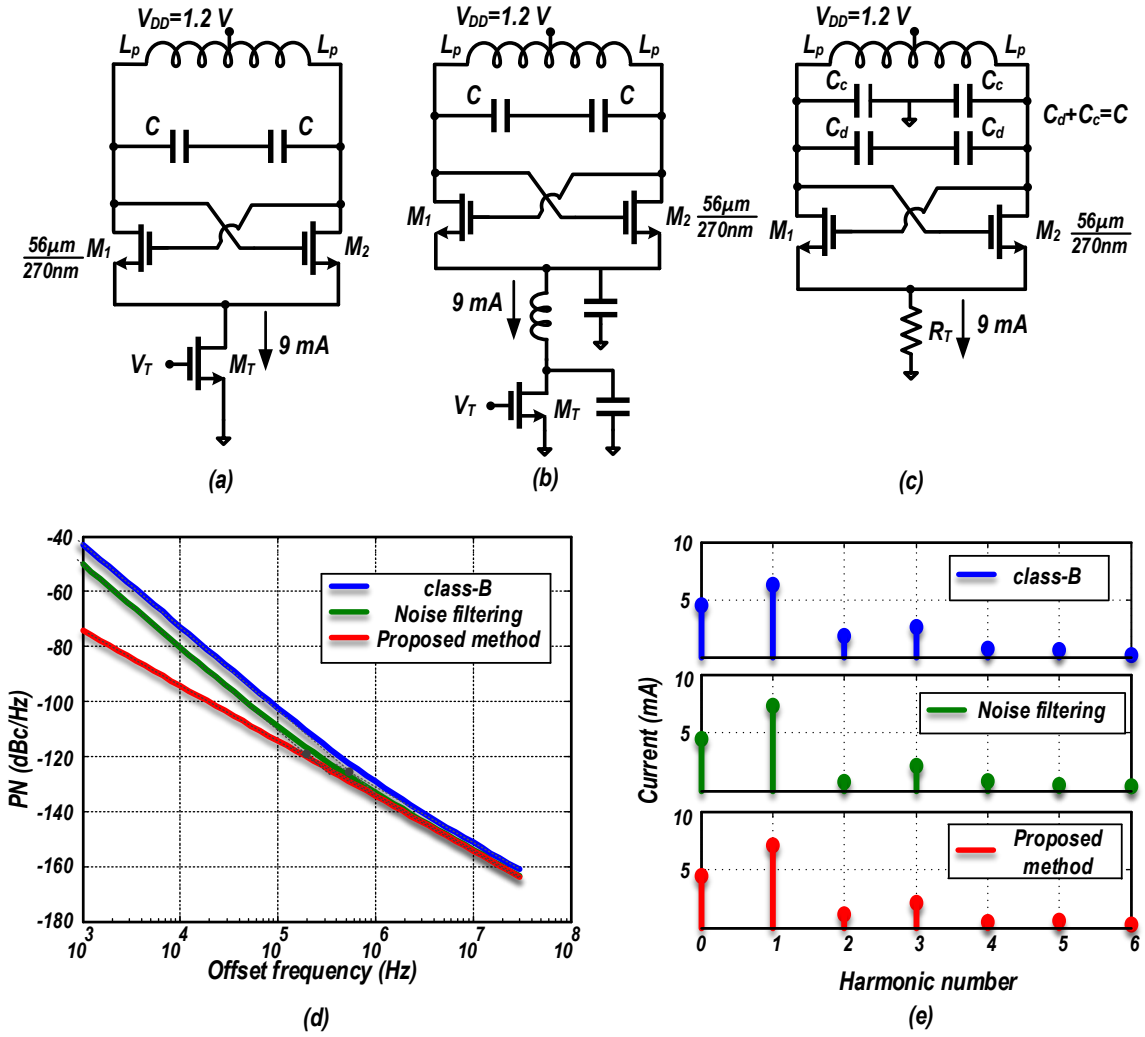 V_DD=1.2 V
L_p L_p
C C
M_1 M_2
56μm/270nm
9 mA
V_T M_T
(a)
V_DD=1.2 V
L_p L_p
C C
M_1 M_2 56μm/270nm
9 mA
V_T M_T
(b)
V_DD=1.2 V
L_p L_p
C_c C_c
C_d+C_c=C
C_d C_d
M_1 M_2 56μm/270nm
R_T 9 mA
(c)
PN (dBc/Hz)
-40
-60
-80
-100
-120
-140
-160
-180
class-B
Noise filtering
Proposed method
10^3 10^4 10^5 10^6 10^7 10^8
Offset frequency (Hz)
(d)
Current (mA)
10
5
class-B
10
5
Noise filtering
10
5
Proposed
method
0 1 2 3 4 5 6
Harmonic number
(e)